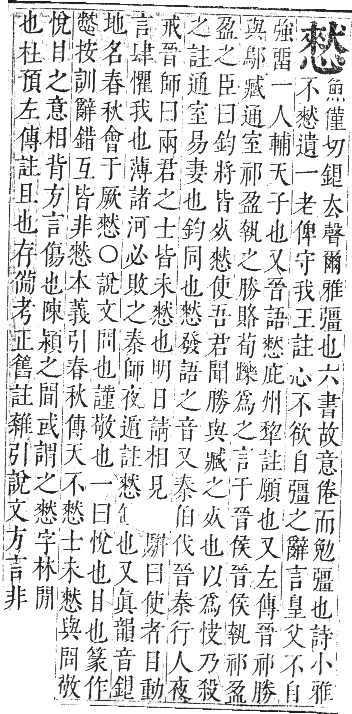 憖
魚僅切銀去聲爾雅彊也六書故意倦而勉彊也詩小雅
不憖遺一老俾守我王註心不欲自彊之辭言皇父不自
強留一人輔天子也又晉語憖庇州犂註願也又左傳晉祁勝
與鄔臧通室祁盈執之勝賂荀躒爲之言于晉侯晉侯執祁盈
盈之臣曰鈞將皆死憖使吾君聞勝與臧之死也以爲快乃殺
之註通室易妻也鈞同也憖發語之音又秦伯伐晉秦行人夜
戒晉師曰兩君之士皆未憖也明日請相見 駢曰使者目動
言肆懼我也薄諸河必敗之秦師夜遁註憖 也又眞韻音銀
地名春秋會于厥憖○說文問也謹敬也一曰悅也甘也篆作
憖按訓辭錯互皆非憖本義引春秋傳天不憖士未憖與問敬
悅甘之意相背方言傷也陳潁之間或謂之憖字林閒
也杜預左傳註且也存備考正舊註雜引說文方言非